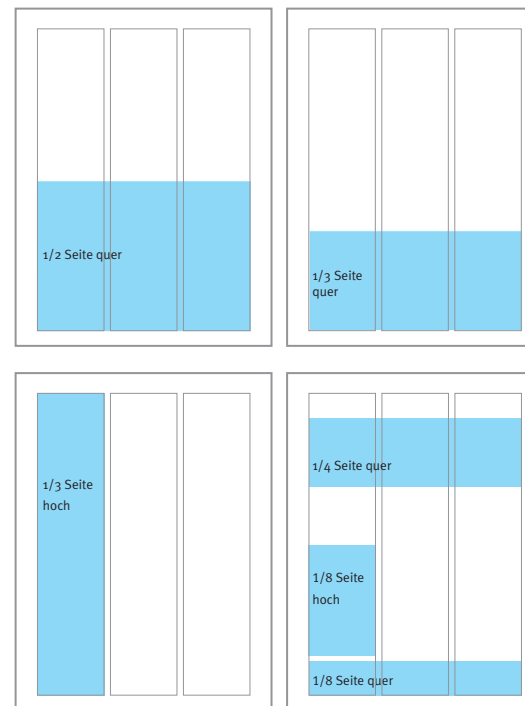 1/2 Seite quer
1/3 Seite
quer
1/3 Seite
hoch
1/4 Seite quer
1/8 Seite
hoch
1/8 Seite quer